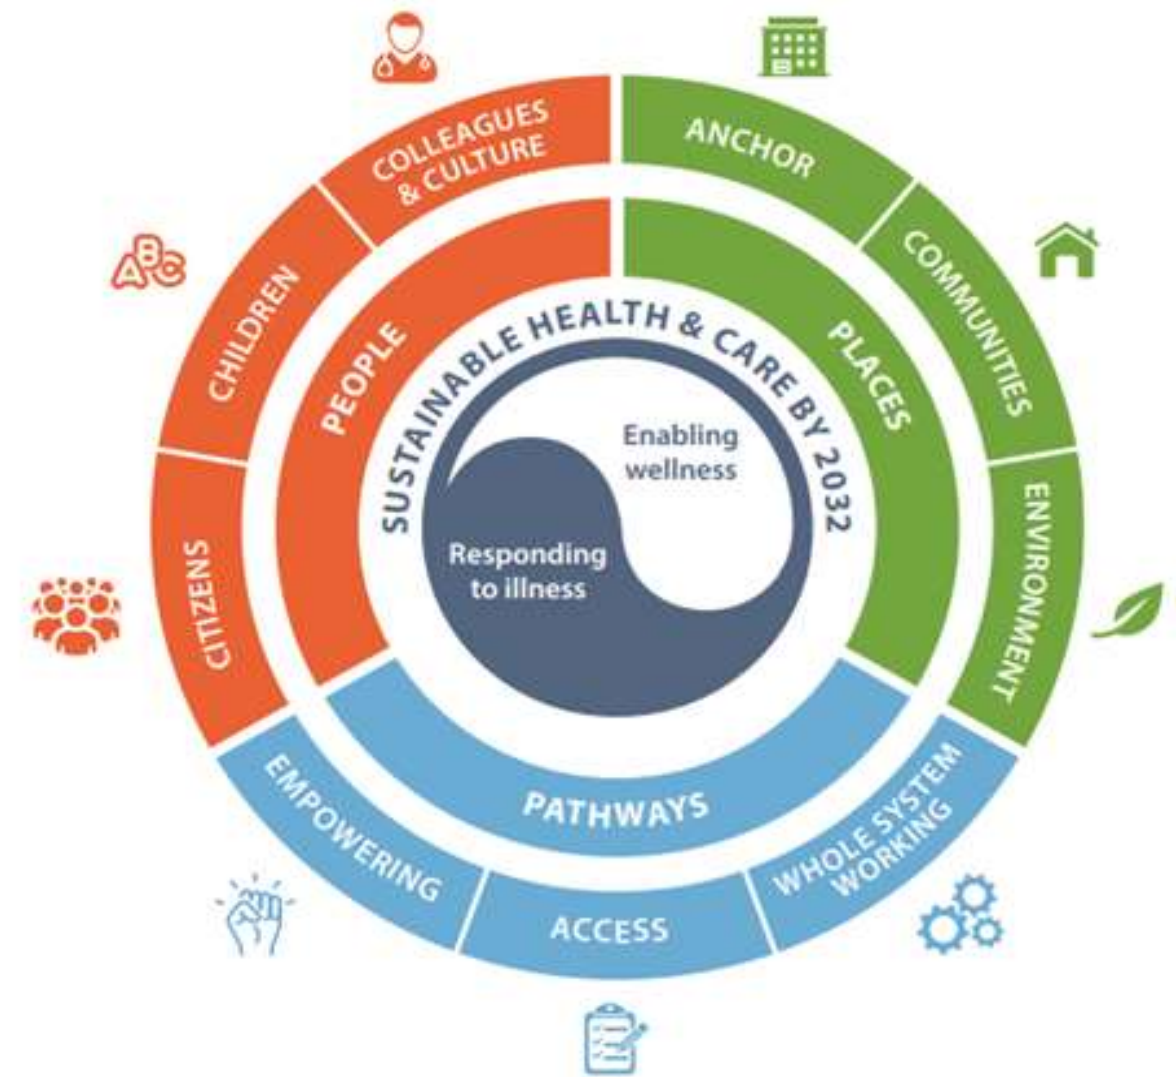 COLLEAGUES
& CULTURE
ANCHOR
COMMUNITIES
ENVIRONMENT
WHOLE SYSTEM
WORKING
ACCESS
EMPOWERING
CITIZENS
CHILDREN
ABC
PEOPLE
PLACES
PATHWAYS
SUSTAINABLE HEALTH & CARE BY 2032
Enabling
wellness
Responding
to illness